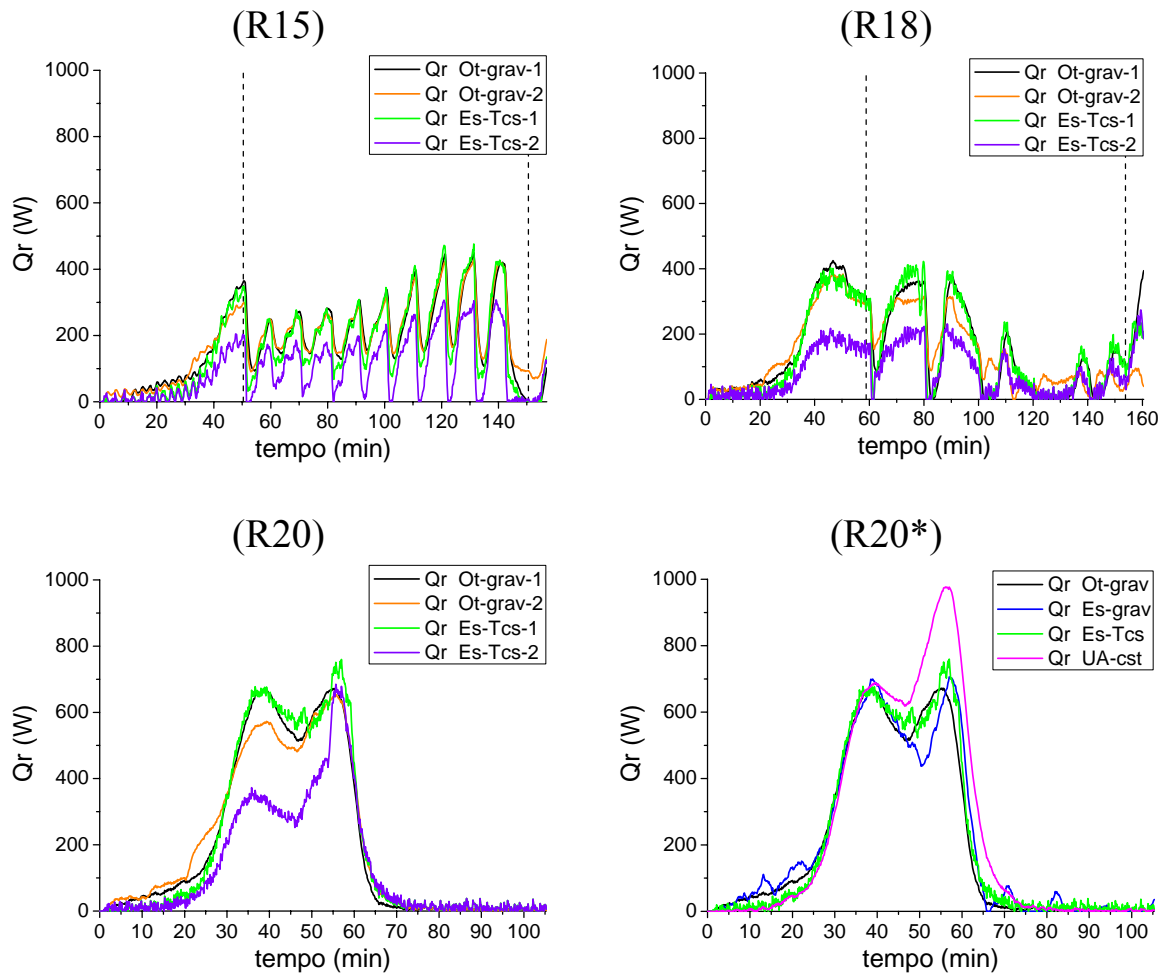 (R15)
Qr Ot-grav-1
Qr Ot-grav-2
Qr Es-Tcs-1
Qr Es-Tcs-2
1000
800
600
400
200
0
Qr (W)
0 20 40 60 80 100 120 140
tempo (min)
(R18)
Qr Ot-grav-1
Qr Ot-grav-2
Qr Es-Tcs-1
Qr Es-Tcs-2
1000
800
600
400
200
0
Qr (W)
0 20 40 60 80 100 120 140 160
tempo (min)
(R20)
Qr Ot-grav-1
Qr Ot-grav-2
Qr Es-Tcs-1
Qr Es-Tcs-2
1000
800
600
400
200
0
Qr (W)
0 10 20 30 40 50 60 70 80 90 100
tempo (min)
(R20*)
Qr Ot-grav
Qr Es-grav
Qr Es-Tcs
Qr UA-cst
1000
800
600
400
200
0
Qr (W)
0 10 20 30 40 50 60 70 80 90 100
tempo (min)